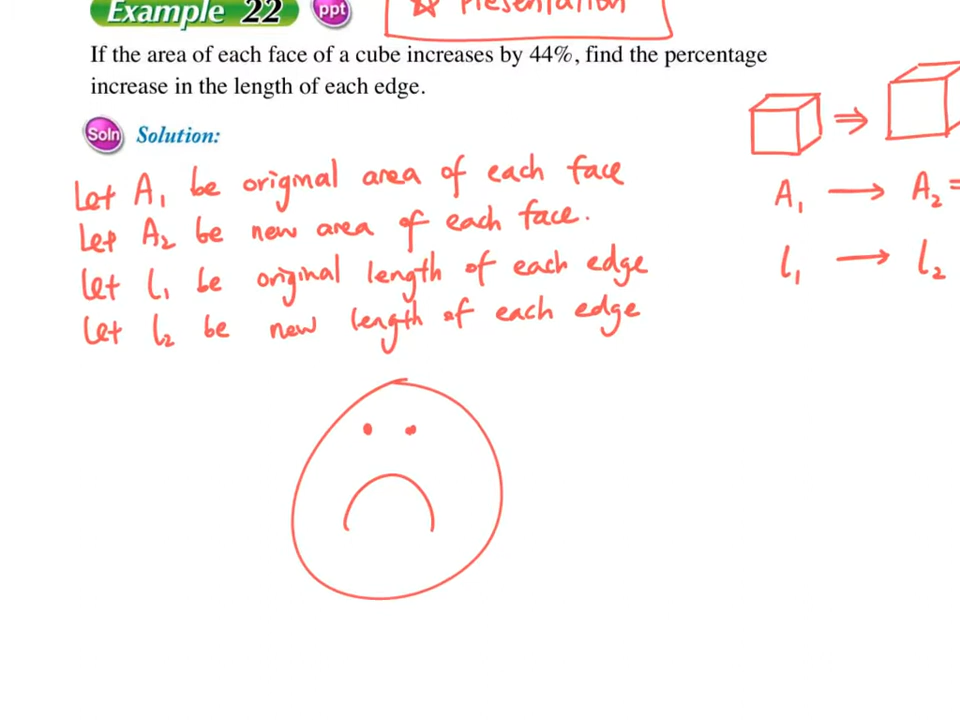 Example 22 ppt
☆ Presentation
If the area of each face of a cube increases by 44%, find the percentage
increase in the length of each edge.
Soln Solution:
Let A₁ be original area of each face
Let A₂ be new area of each face.
Let l₁ be original length of each edge
Let l₂ be new length of each edge
⇒
A₁ → A₂ =
l₁ → l₂